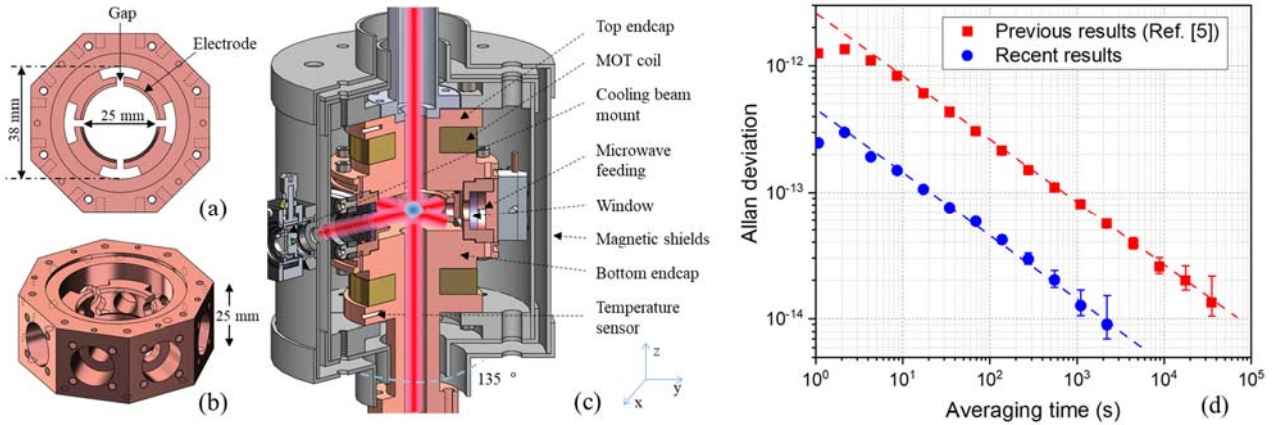 (a)
Gap
Electrode
38 mm
25 mm
(b)
25 mm
Top endcap
MOT coil
Cooling beam
mount
Microwave
feeding
Window
Magnetic shields
Bottom endcap
Temperature
sensor
135 °
(c)
z
y
x
Previous results (Ref. [5])
Recent results
Allan deviation
10-12
10-13
10-14
100
101
102
103
104
105
Averaging time (s)
(d)